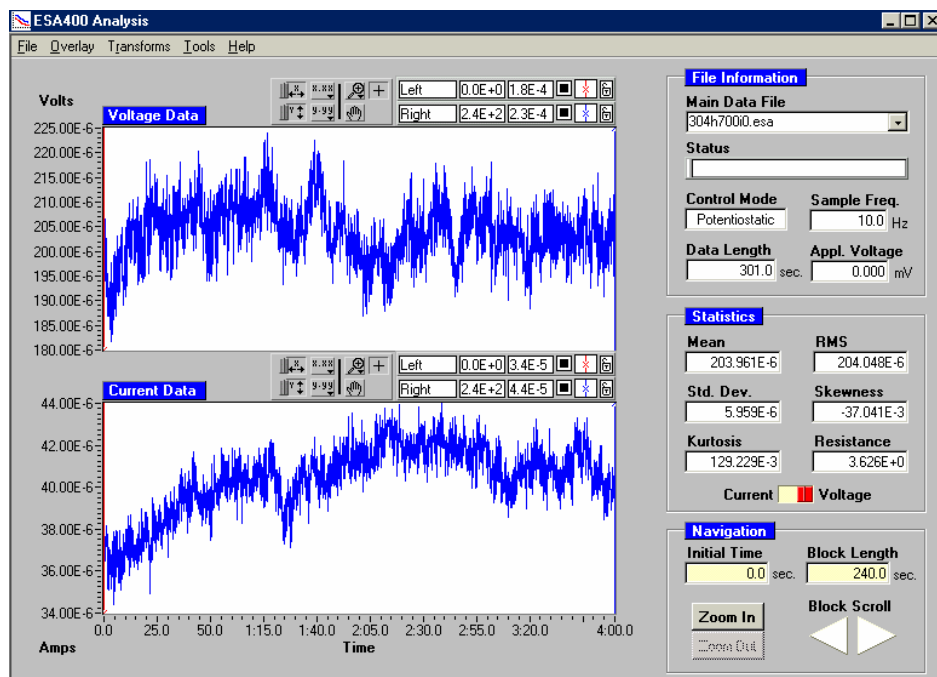 ESA400 Analysis
File Overlay Transforms Tools Help
Volts
Voltage Data
X.XX
Y.YY
Left 0.0E+0 1.8E-4
Right 2.4E+2 2.3E-4
225.00E-6
220.00E-6
215.00E-6
210.00E-6
205.00E-6
200.00E-6
195.00E-6
190.00E-6
185.00E-6
180.00E-6
Current Data
X.XX
Y.YY
Left 0.0E+0 3.4E-5
Right 2.4E+2 4.4E-5
44.00E-6
42.00E-6
40.00E-6
38.00E-6
36.00E-6
34.00E-6
0.0 25.0 50.0 1:15.0 1:40.0 2:05.0 2:30.0 2:55.0 3:20.0 4:00.0
Amps Time
File Information
Main Data File
304h700i0.esa
Status
Control Mode Sample Freq.
Potentiostatic 10.0 Hz
Data Length Appl. Voltage
301.0 sec. 0.000 mV
Statistics
Mean RMS
203.961E-6 204.048E-6
Std. Dev. Skewness
5.959E-6 -37.041E-3
Kurtosis Resistance
129.229E-3 3.626E+0
Current Voltage
Navigation
Initial Time Block Length
0.0 sec. 240.0 sec.
Zoom In Block Scroll
Zoom Out